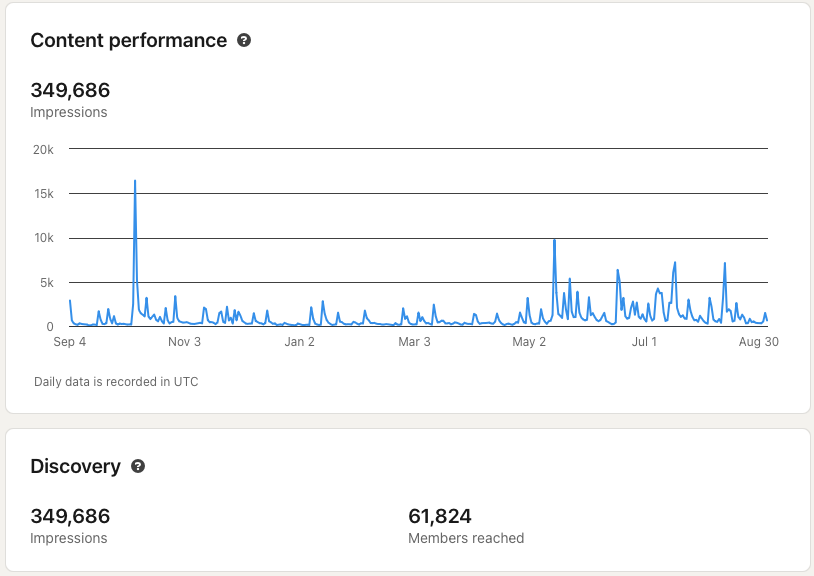 Content performance ?
349,686
Impressions
20k
15k
10k
5k
0
Sep 4 Nov 3 Jan 2 Mar 3 May 2 Jul 1 Aug 30
Daily data is recorded in UTC
Discovery ?
349,686 61,824
Impressions Members reached